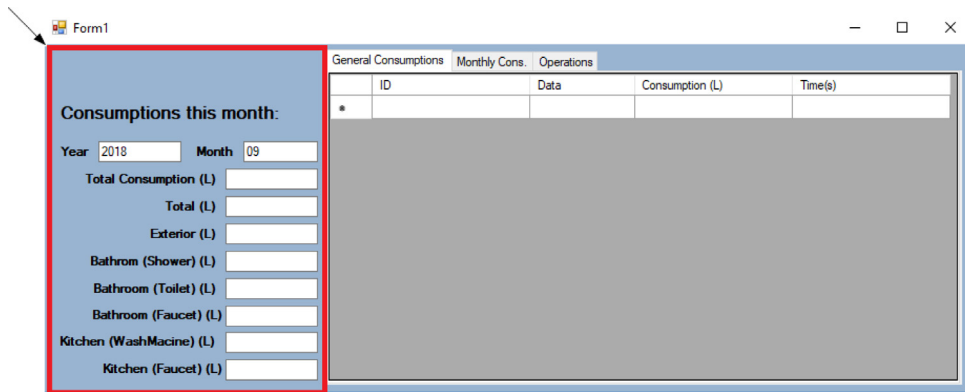 Form1
General Consumptions Monthly Cons. Operations
ID Data Consumption (L) Time(s)
*
Consumptions this month:
Year 2018 Month 09
Total Consumption (L)
Total (L)
Exterior (L)
Bathrom (Shower) (L)
Bathroom (Toilet) (L)
Bathroom (Faucet) (L)
Kitchen (WashMacine) (L)
Kitchen (Faucet) (L)